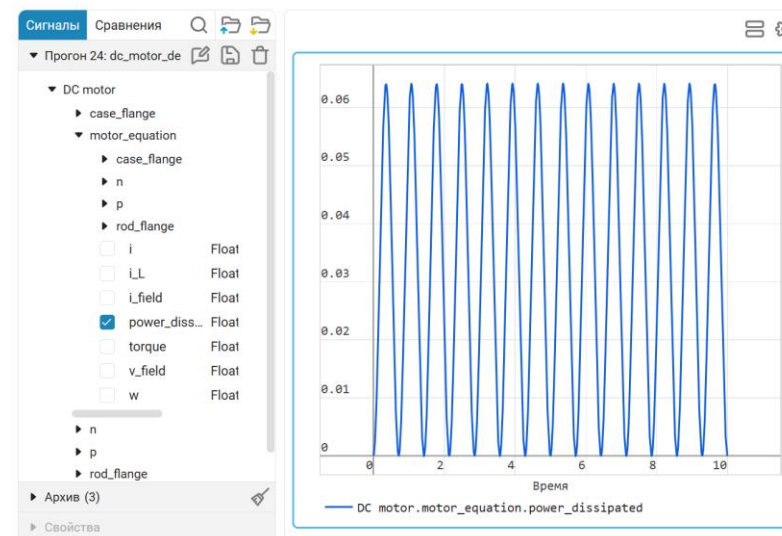 Сигналы Сравнения
Прогон 24: dc_motor_de
DC motor
case_flange
motor_equation
case_flange
n
p
rod_flange
i Float
i_L Float
i_field Float
power_diss... Float
torque Float
v_field Float
w Float
n
p
rod_flange
Архив (3)
Свойства
0.06
0.05
0.04
0.03
0.02
0.01
0
0 2 4 6 8 10
Время
DC motor.motor_equation.power_dissipated